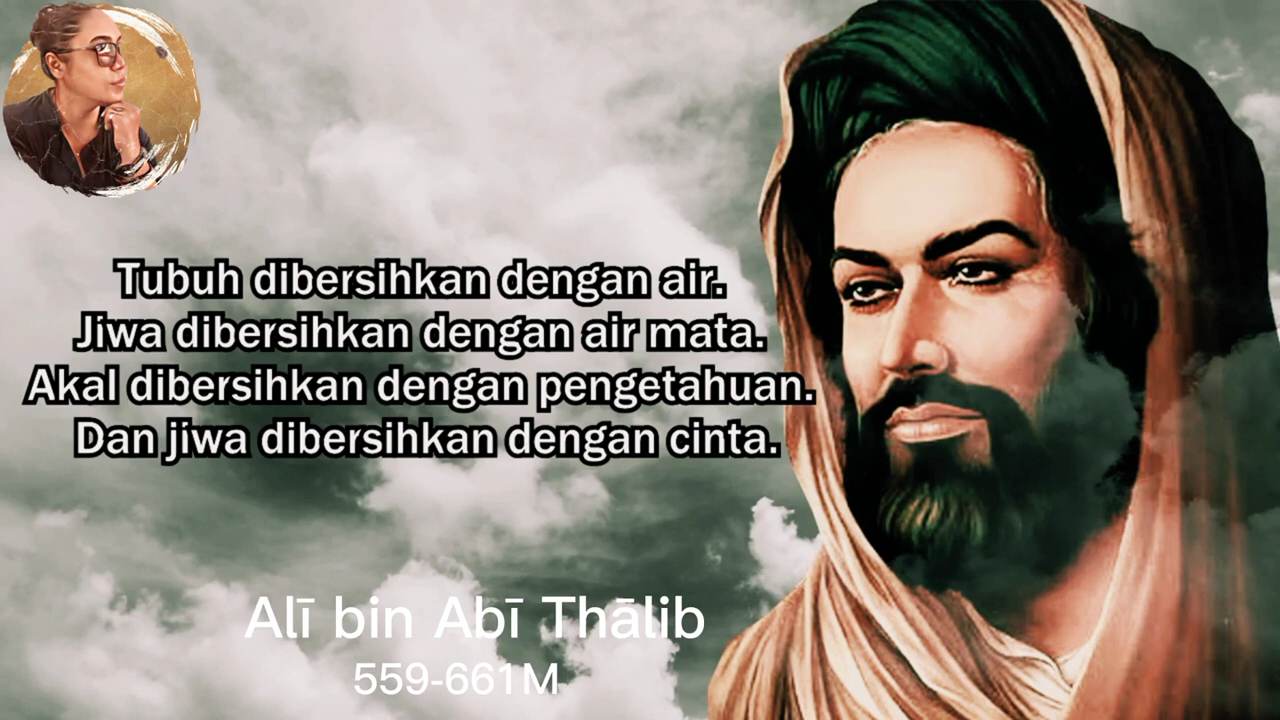 Tubuh dibersihkan dengan air.
Jiwa dibersihkan dengan air mata.
Akal dibersihkan dengan pengetahuan.
Dan jiwa dibersihkan dengan cinta.
Alī bin Abī Thālib
559-661M